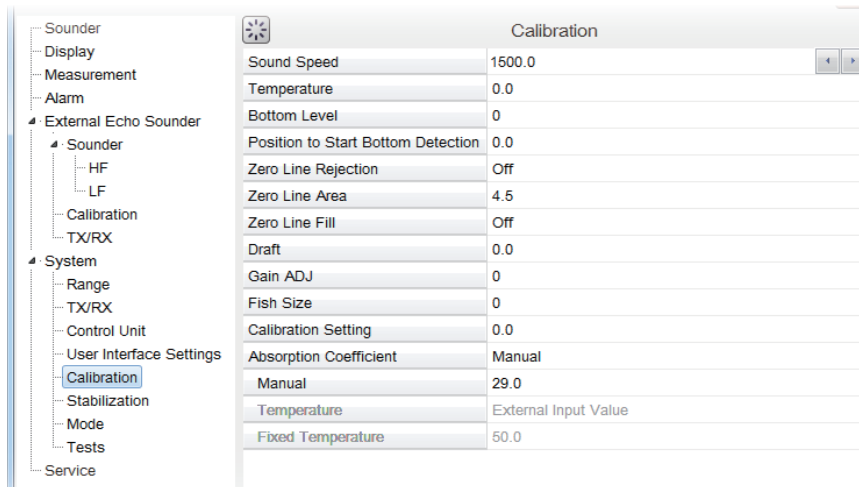 Sounder
Display
Measurement
Alarm
External Echo Sounder
Sounder
HF
LF
Calibration
TX/RX
System
Range
TX/RX
Control Unit
User Interface Settings
Calibration
Stabilization
Mode
Tests
Service
Calibration
Sound Speed 1500.0
Temperature 0.0
Bottom Level 0
Position to Start Bottom Detection 0.0
Zero Line Rejection Off
Zero Line Area 4.5
Zero Line Fill Off
Draft 0.0
Gain ADJ 0
Fish Size 0
Calibration Setting 0.0
Absorption Coefficient Manual
Manual 29.0
Temperature External Input Value
Fixed Temperature 50.0